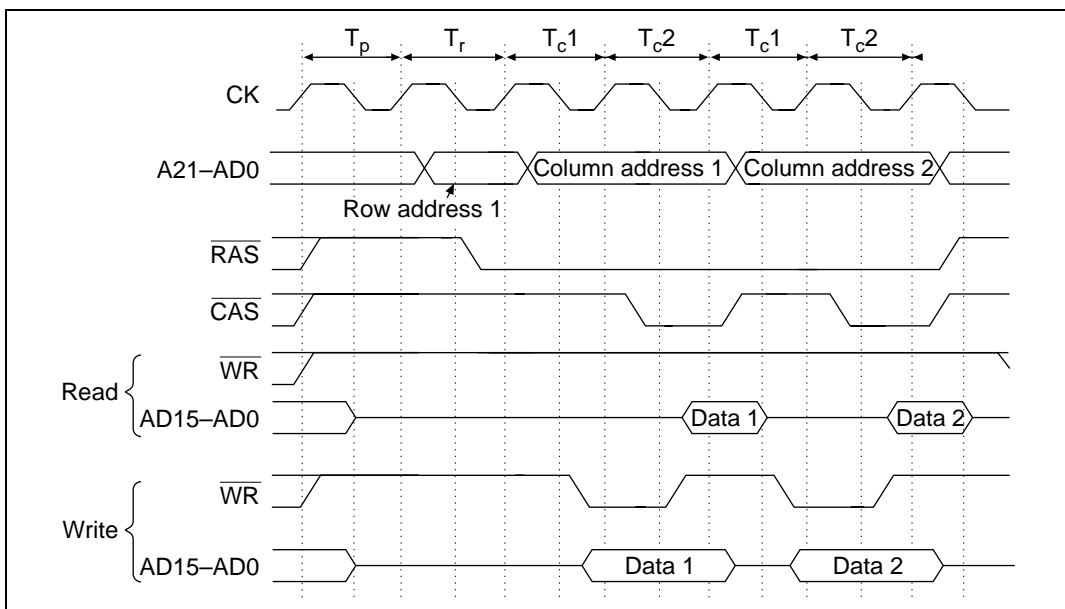 Tp Tr Tc1 Tc2 Tc1 Tc2
CK
A21–AD0 Column address 1 Column address 2
Row address 1
RAS
CAS
Read
WR
AD15–AD0 Data 1 Data 2
Write
WR
AD15–AD0 Data 1 Data 2